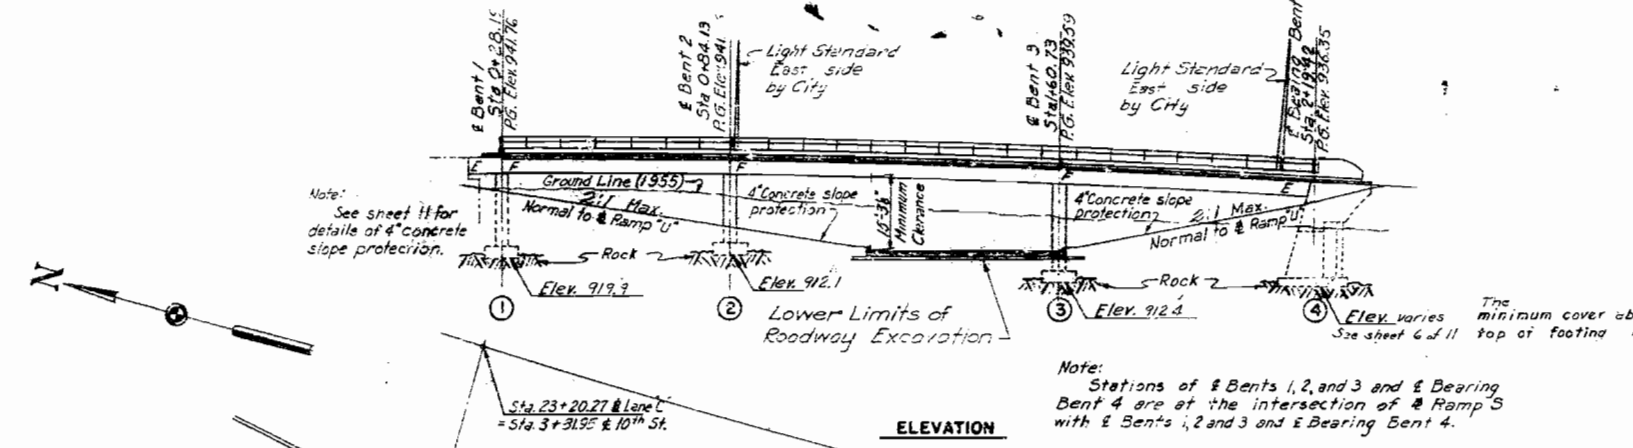 ℄ Bent 1
Sta 0+28.1
P.G. Elev. 941.76
℄ Bent 2
Sta 0+84.13
P.G. Elev. 941.
Light Standard
East side
by City
℄ Bent 3
Sta 1+60.73
P.G. Elev. 939.59
Light Standard
East side
by City
℄ Bearing Bent
Sta. 2+19.92
P.G. Elev. 936.35
E F F F E
Ground Line (1955)
2:1 Max.
Normal to ℄ Ramp "U"
4" Concrete slope
protection
15'-3⅝"
Minimum
Clearance
4" Concrete slope
protection
2:1 Max.
Normal to ℄ Ramp "U"
Note:
See sheet 11 for
details of 4" concrete
slope protection.
Rock
Elev. 919.9
Elev. 912.1
Rock
Elev. 912.4
Elev. varies
See sheet 6 of 11
The
minimum cover ab
top of footing
N
1 2 3 4
Lower Limits of
Roadway Excavation
Sta. 23+20.27 ℄ Lane "C"
= Sta. 3+31.95 ℄ 10th St.
ELEVATION
Note:
Stations of ℄ Bents 1, 2, and 3 and ℄ Bearing
Bent 4 are at the intersection of ℄ Ramp S
with ℄ Bents 1, 2 and 3 and ℄ Bearing Bent 4.